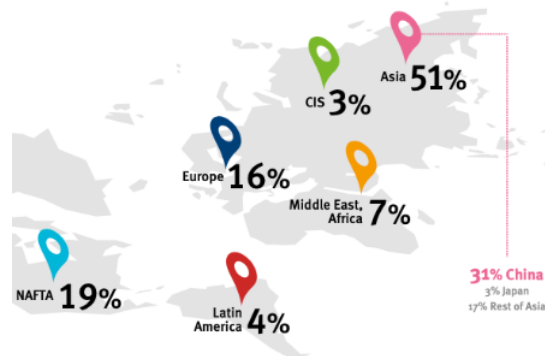 Asia 51%
CIS 3%
Europe 16%
Middle East,
Africa 7%
31% China
3% Japan
17% Rest of Asia
NAFTA 19%
Latin
America 4%